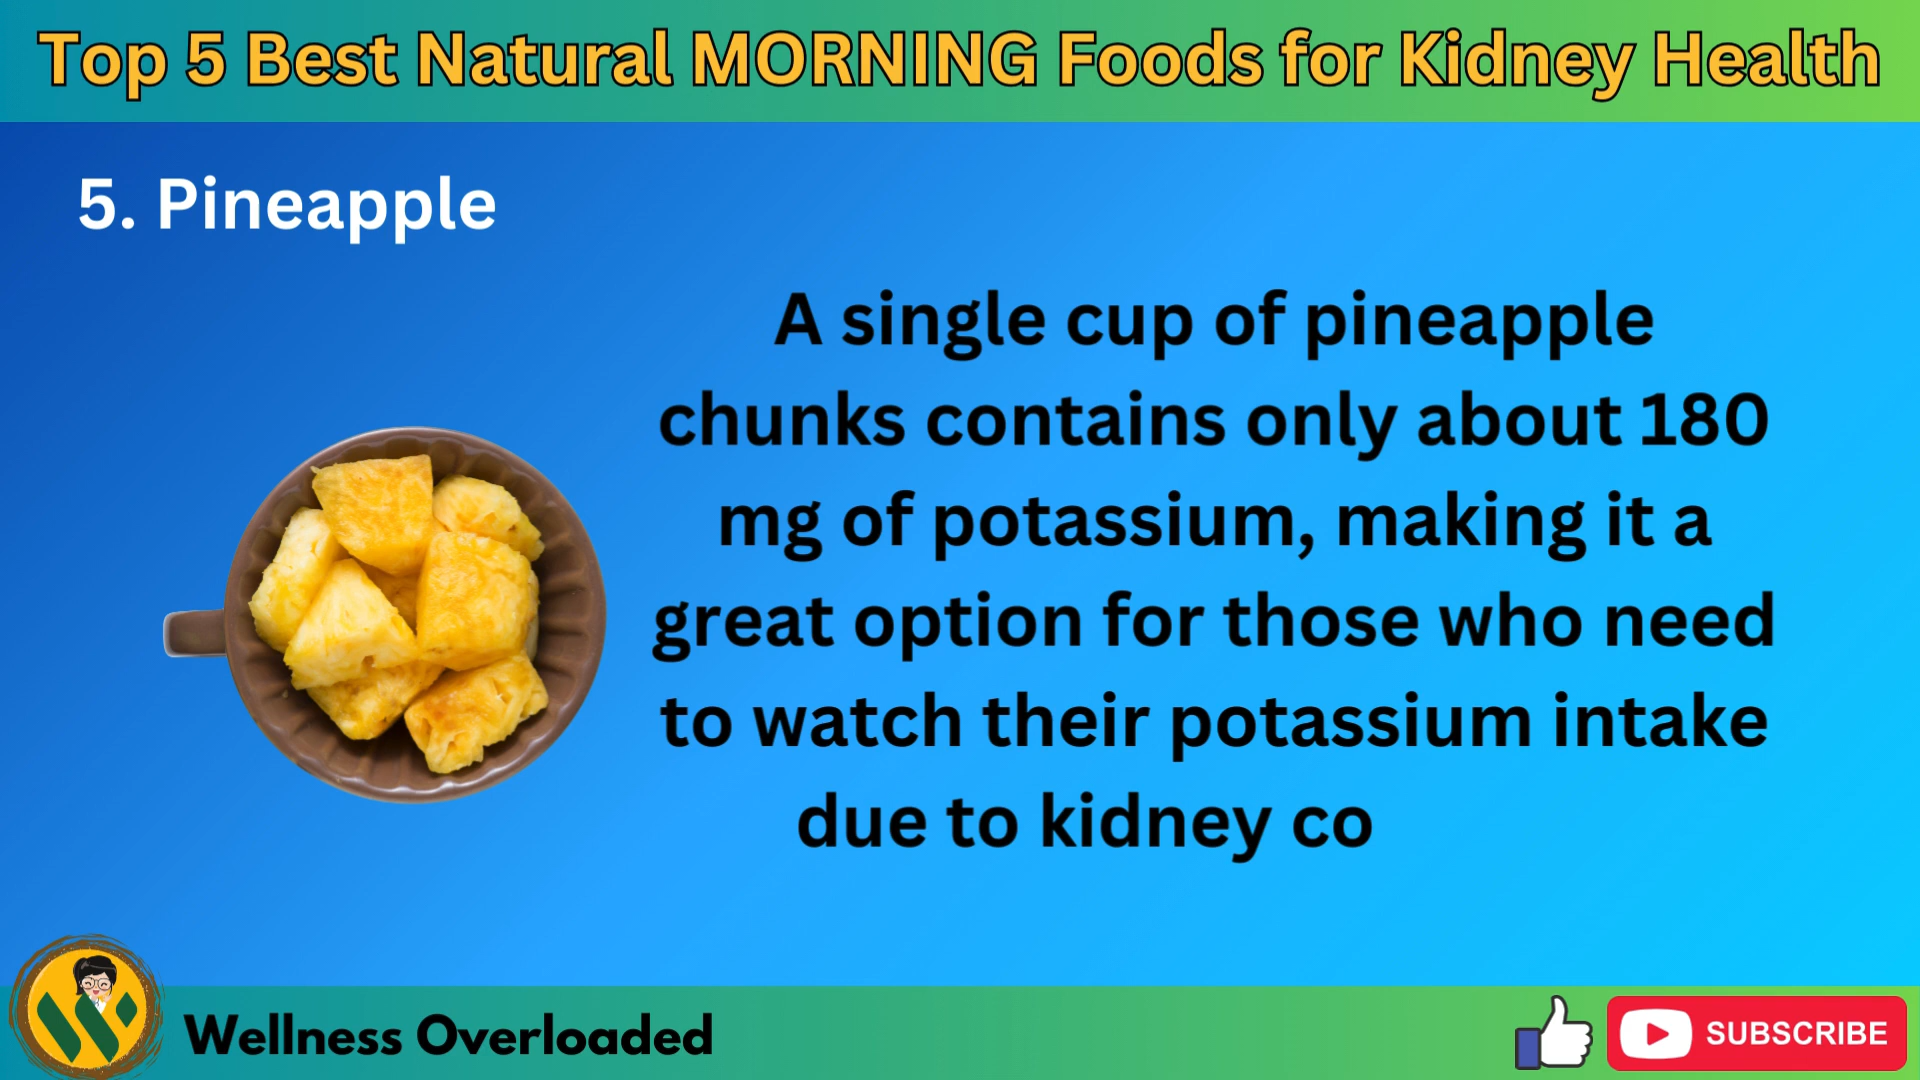 Top 5 Best Natural MORNING Foods for Kidney Health
5. Pineapple
A single cup of pineapple
chunks contains only about 180
mg of potassium, making it a
great option for those who need
to watch their potassium intake
due to kidney co
Wellness Overloaded
SUBSCRIBE